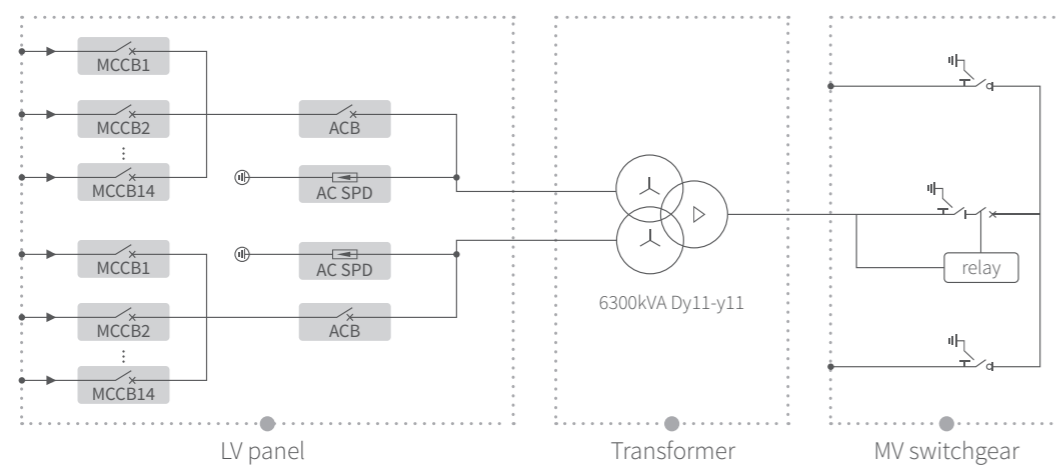 MCCB1
MCCB2
ACB
MCCB14
AC SPD
MCCB1
AC SPD
MCCB2
ACB
MCCB14
6300kVA Dy11-y11
relay
LV panel
Transformer
MV switchgear